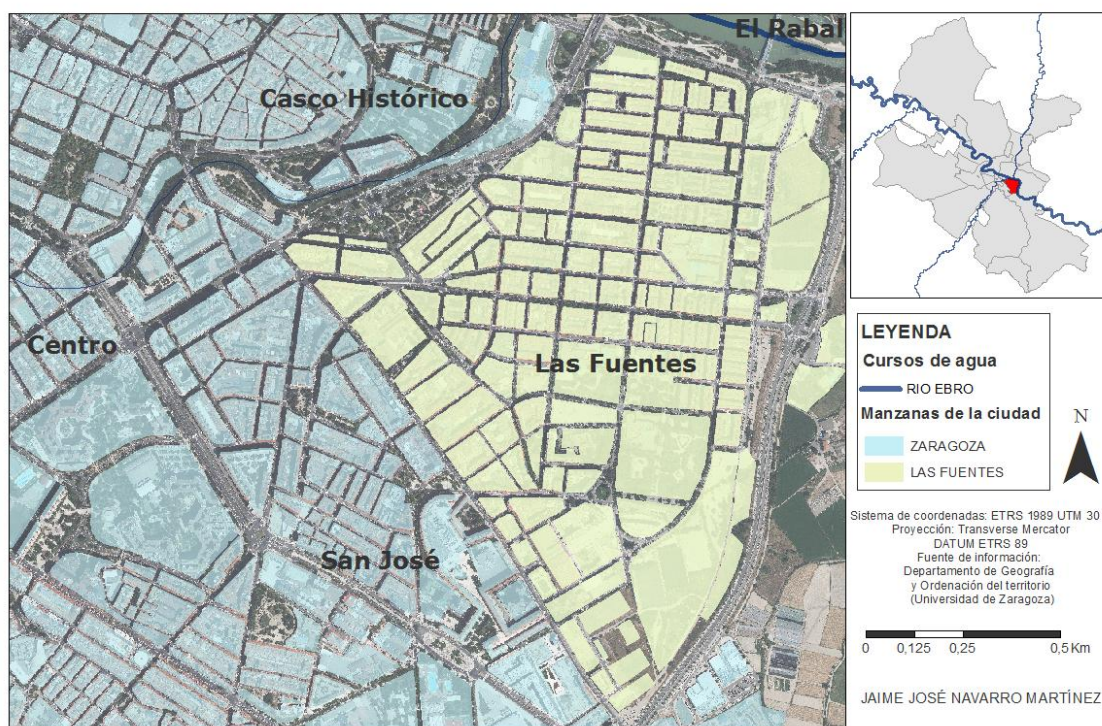 El Rabal
Casco Histórico
Centro
Las Fuentes
San José
LEYENDA
Cursos de agua
RIO EBRO
Manzanas de la ciudad
ZARAGOZA
LAS FUENTES
N
Sistema de coordenadas: ETRS 1989 UTM 30
Proyección: Transverse Mercator
DATUM ETRS 89
Fuente de información:
Departamento de Geografía
y Ordenación del territorio
(Universidad de Zaragoza)
0 0,125 0,25 0,5 Km
JAIME JOSÉ NAVARRO MARTÍNEZ